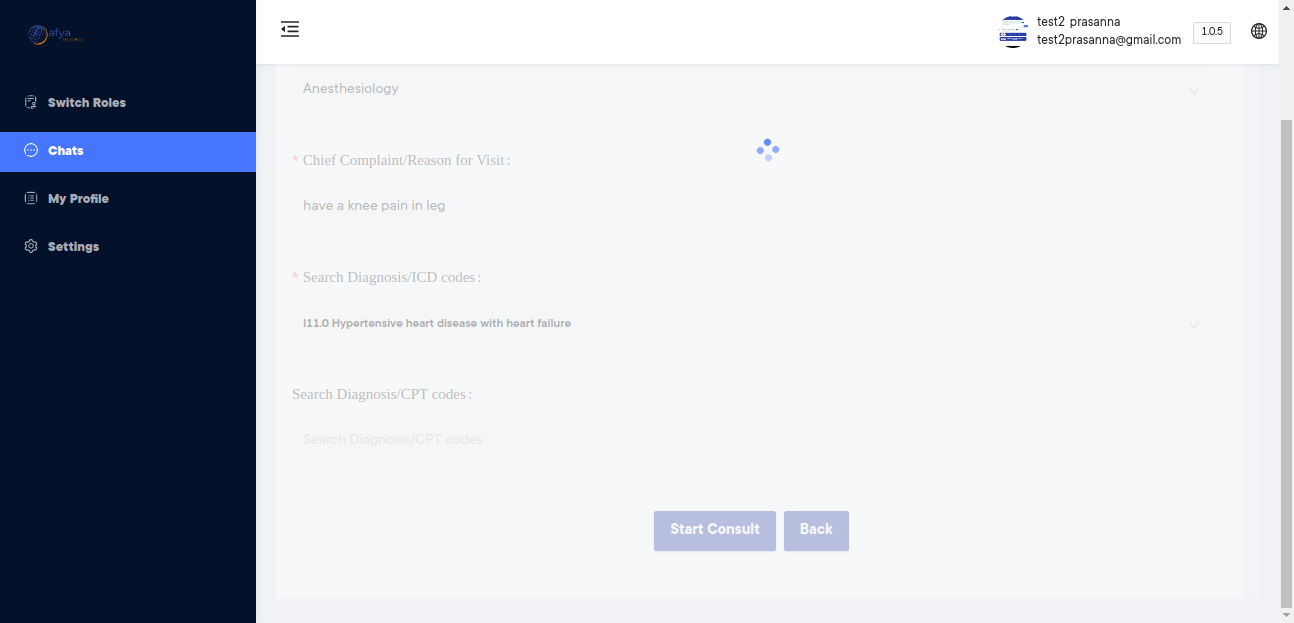 afya
test2 prasanna
test2prasanna@gmail.com
1.0.5
Switch Roles
Chats
My Profile
Settings
Anesthesiology
* Chief Complaint/Reason for Visit :
have a knee pain in leg
* Search Diagnosis/ICD codes :
I11.0 Hypertensive heart disease with heart failure
Search Diagnosis/CPT codes :
Search Diagnosis/CPT codes
Start Consult
Back